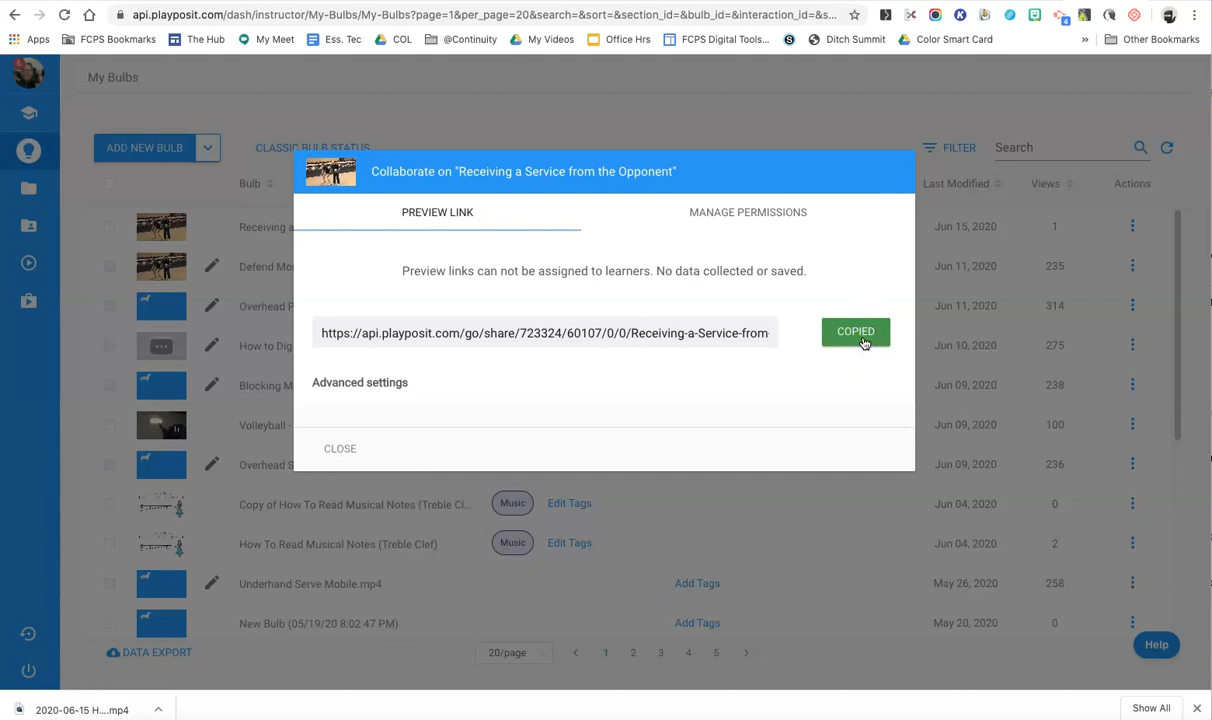 api.playposit.com/dash/instructor/My-Bulbs/My-Bulbs?page=1&per_page=20&search=&sort=&section_id=&bulb_id=&interaction_id=&s...
Apps FCPS Bookmarks The Hub My Meet Ess. Tec COL @Continuity My Videos Office Hrs FCPS Digital Tools... Ditch Summit Color Smart Card » Other Bookmarks
6
My Bulbs
ADD NEW BULB CLASSIC BULB STATUS FILTER Search
Collaborate on "Receiving a Service from the Opponent"
Bulb Last Modified Views Actions
PREVIEW LINK MANAGE PERMISSIONS
Receiving a Jun 15, 2020 1
Defend Mo Jun 11, 2020 235
Preview links can not be assigned to learners. No data collected or saved.
Overhead P Jun 11, 2020 314
https://api.playposit.com/go/share/723324/60107/0/0/Receiving-a-Service-from- COPIED
How to Dig Jun 10, 2020 275
Advanced settings
Blocking M Jun 09, 2020 238
Volleyball - Jun 09, 2020 100
CLOSE
Overhead S Jun 09, 2020 236
Copy of How To Read Musical Notes (Treble Cl... Music Edit Tags Jun 04, 2020 0
How To Read Musical Notes (Treble Clef) Music Edit Tags Jun 04, 2020 2
Underhand Serve Mobile.mp4 Add Tags May 26, 2020 258
New Bulb (05/19/20 8:02:47 PM) Add Tags May 20, 2020 0
DATA EXPORT 20/page 1 2 3 4 5 Help
2020-06-15 H....mp4 Show All